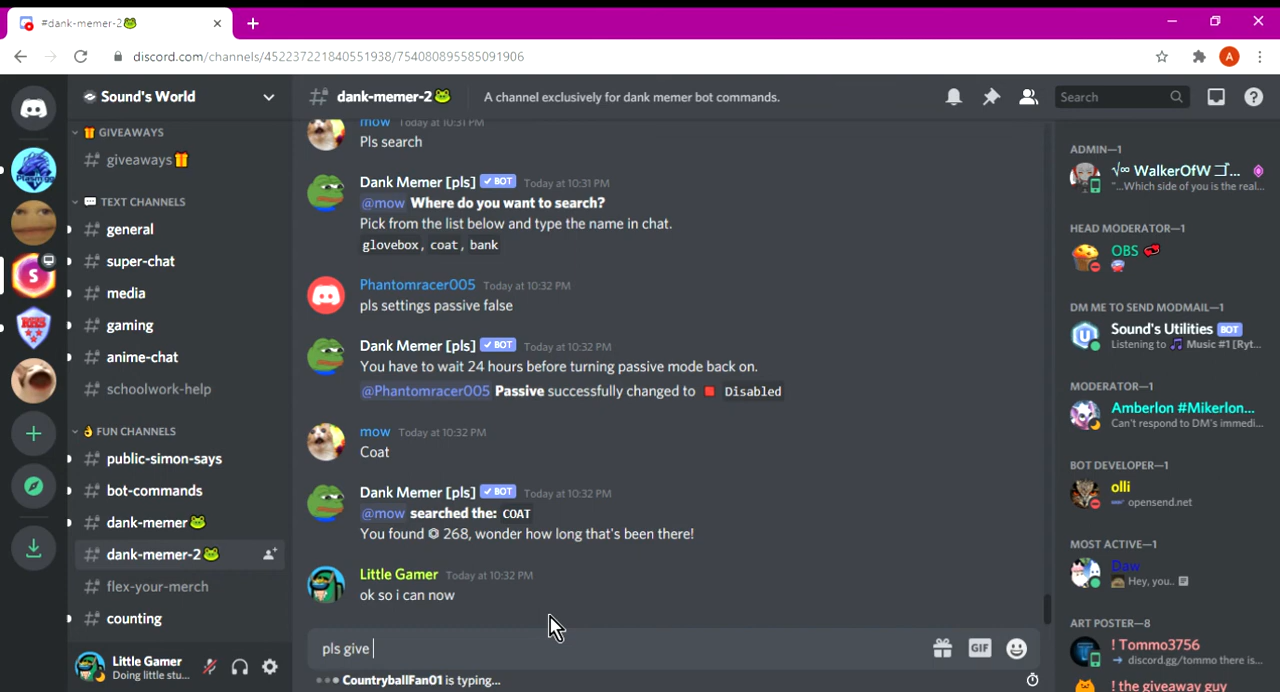 #dank-memer-2🐸
discord.com/channels/452237221840551938/754080895585091906
A
Sound's World
dank-memer-2🐸
A channel exclusively for dank memer bot commands.
Search
GIVEAWAYS
giveaways
TEXT CHANNELS
general
super-chat
media
gaming
anime-chat
schoolwork-help
FUN CHANNELS
public-simon-says
bot-commands
dank-memer🐸
dank-memer-2🐸
flex-your-merch
counting
Little Gamer
Doing little stu...
S
mow Today at 10:31 PM
Pls search
Dank Memer [pls] ✓ BOT Today at 10:31 PM
@mow Where do you want to search?
Pick from the list below and type the name in chat.
glovebox, coat, bank
Phantomracer005 Today at 10:32 PM
pls settings passive false
Dank Memer [pls] ✓ BOT Today at 10:32 PM
You have to wait 24 hours before turning passive mode back on.
@Phantomracer005 Passive successfully changed to 🟥 Disabled
mow Today at 10:32 PM
Coat
Dank Memer [pls] ✓ BOT Today at 10:32 PM
@mow searched the: COAT
You found ⏣ 268, wonder how long that's been there!
Little Gamer Today at 10:32 PM
ok so i can now
pls give
GIF
CountryballFan01 is typing...
ADMIN—1
√∞ WalkerOfW ゴ...
"...Which side of you is the real...
HEAD MODERATOR—1
OBS
DM ME TO SEND MODMAIL—1
Sound's Utilities BOT
Listening to 🎵 Music #1 [Ryt...
MODERATOR—1
Amberlon #Mikerlon...
Can't respond to DM's immedi...
BOT DEVELOPER—1
olli
opensend.net
MOST ACTIVE—1
Daw
Hey, you..
ART POSTER—8
! Tommo3756
discord.gg/tommo there is...
! the giveaway guy